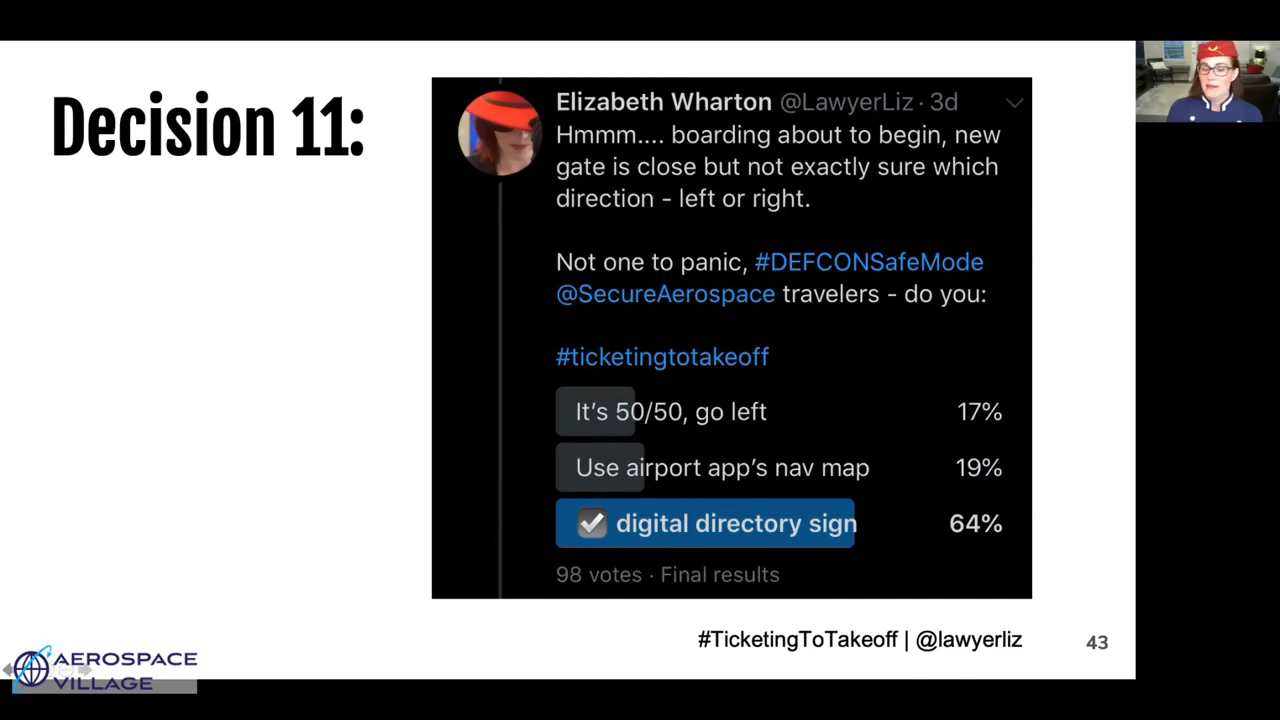 Decision 11:
Elizabeth Wharton @LawyerLiz · 3d
Hmmm.... boarding about to begin, new
gate is close but not exactly sure which
direction - left or right.
Not one to panic, #DEFCONSafeMode
@SecureAerospace travelers - do you:
#ticketingtotakeoff
It's 50/50, go left 17%
Use airport app's nav map 19%
☑ digital directory sign 64%
98 votes · Final results
#TicketingToTakeoff | @lawyerliz 43
AEROSPACE
VILLAGE